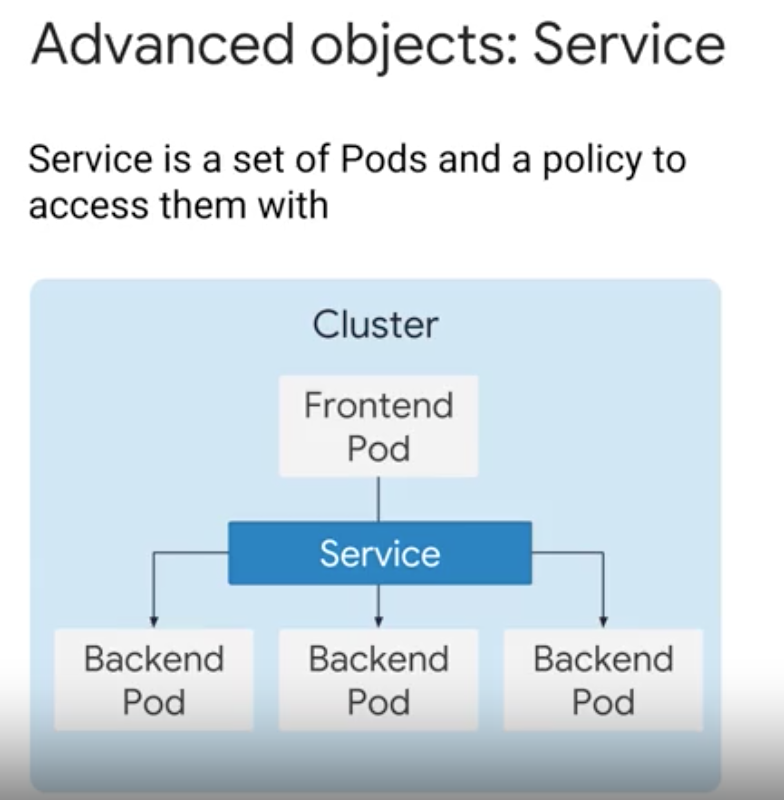 Advanced objects: Service
Service is a set of Pods and a policy to
access them with
Cluster
Frontend
Pod
Service
Backend
Pod
Backend
Pod
Backend
Pod